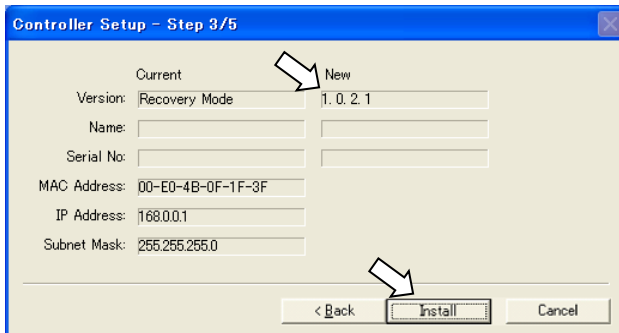 Controller Setup - Step 3/5
Current New
Version: Recovery Mode 1. 0. 2. 1
Name:
Serial No:
MAC Address: 00-E0-4B-0F-1F-3F
IP Address: 168.0.0.1
Subnet Mask: 255.255.255.0
< Back Install Cancel